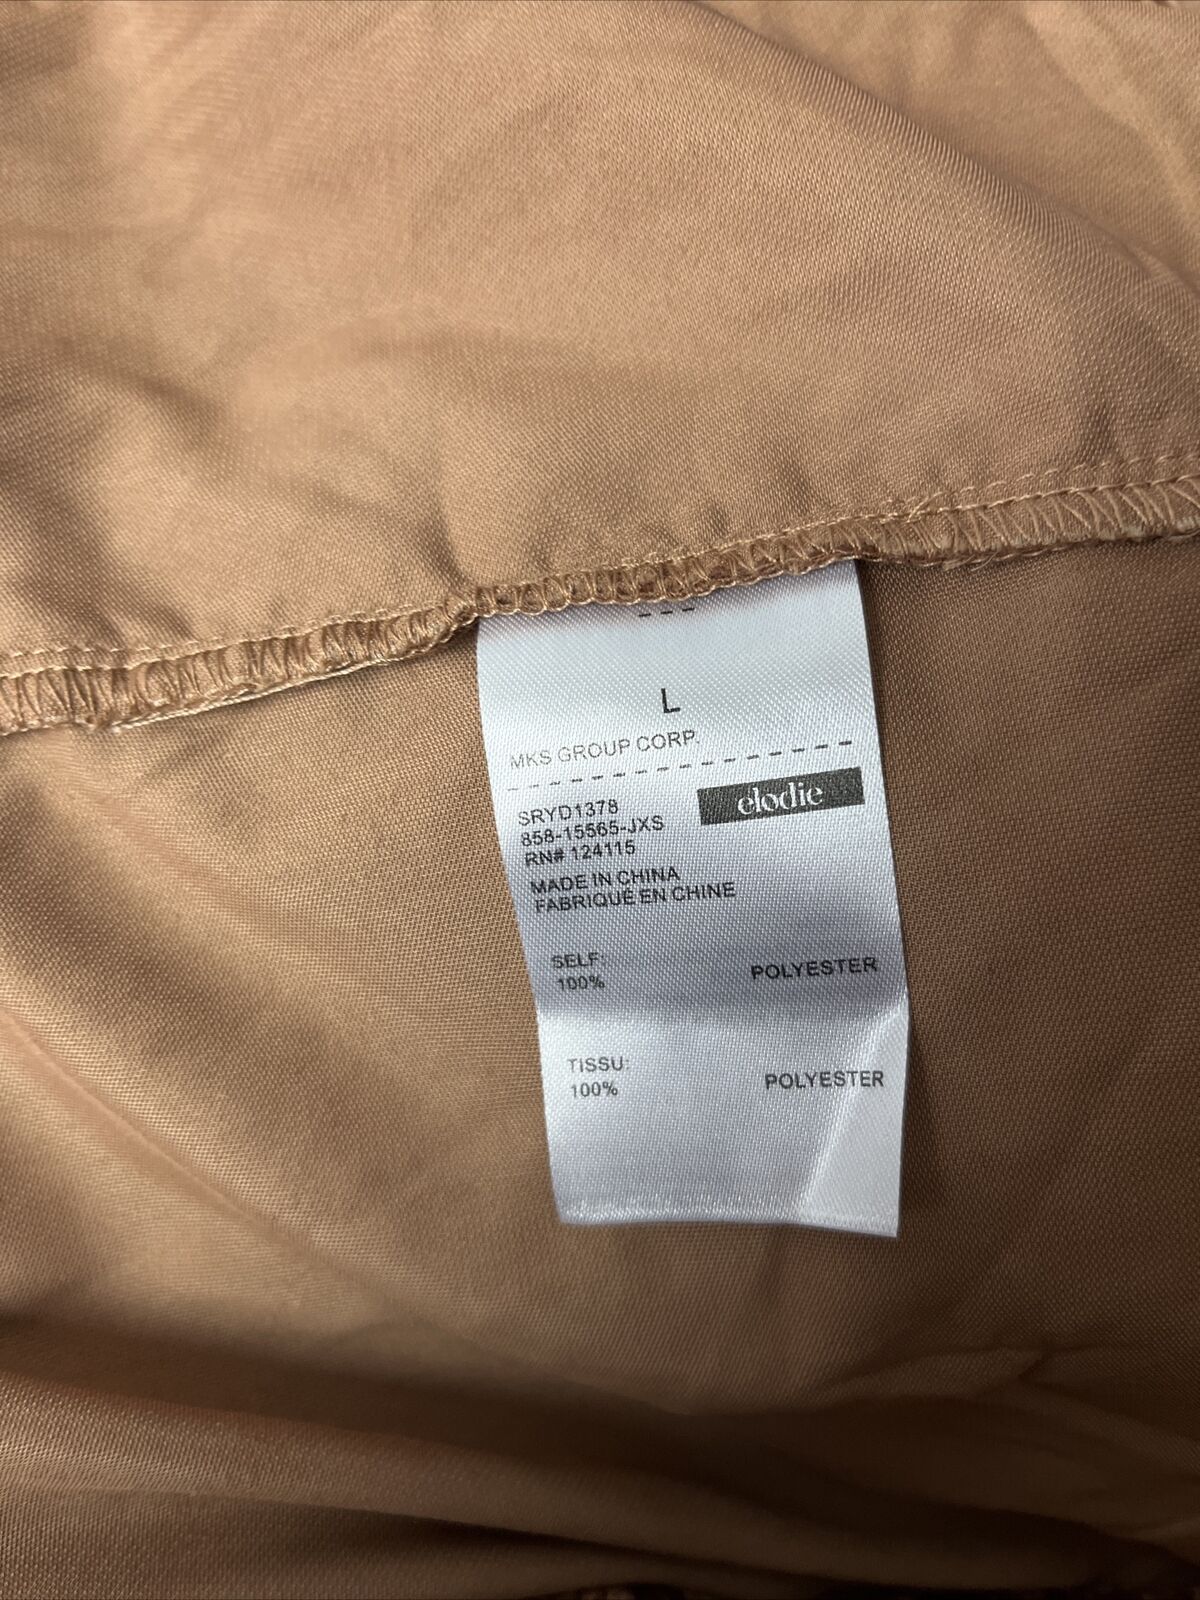 L
MKS GROUP CORP.
elodie
SRYD1378
858-15565-JXS
RN# 124115
MADE IN CHINA
FABRIQUÉ EN CHINE
SELF:
100% POLYESTER
TISSU:
100% POLYESTER